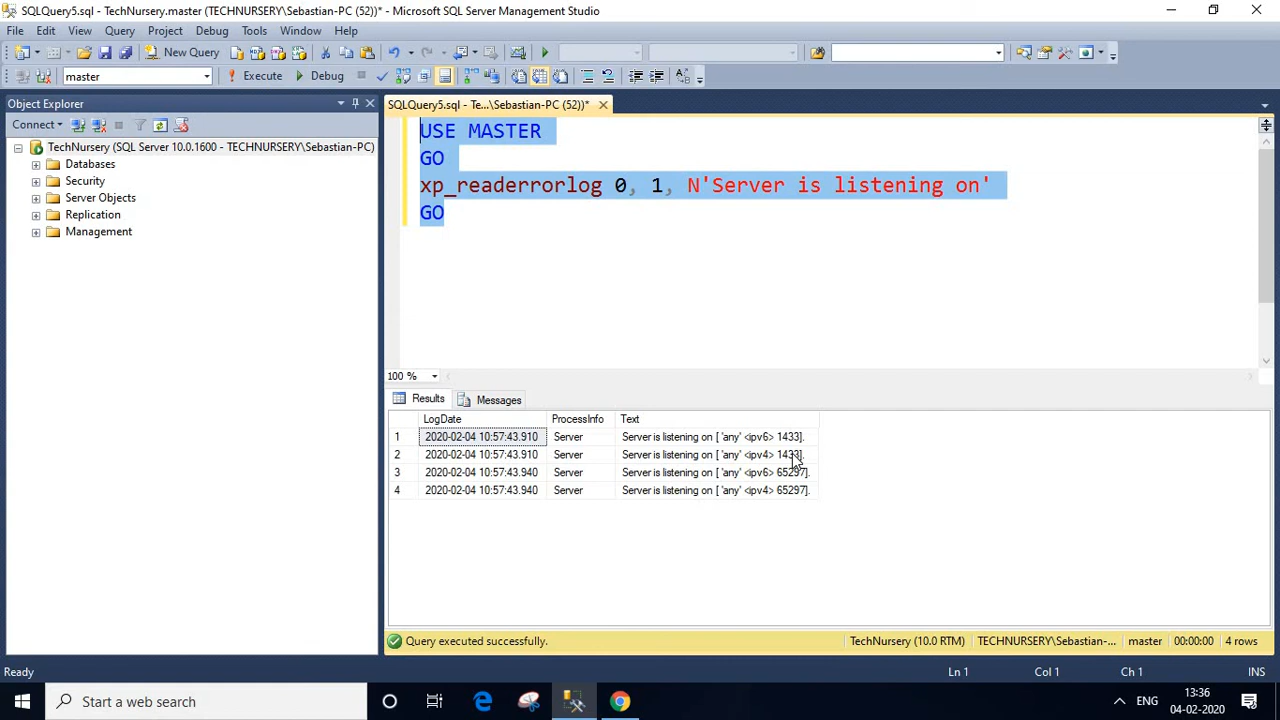 SQLQuery5.sql - TechNursery.master (TECHNURSERY\Sebastian-PC (52))* - Microsoft SQL Server Management Studio
File Edit View Query Project Debug Tools Window Help
New Query
master Execute Debug
Object Explorer
Connect
TechNursery (SQL Server 10.0.1600 - TECHNURSERY\Sebastian-PC)
Databases
Security
Server Objects
Replication
Management
SQLQuery5.sql - Te...\Sebastian-PC (52))*
USE MASTER
GO
xp_readerrorlog 0, 1, N'Server is listening on'
GO
100 %
Results Messages
LogDate ProcessInfo Text
1 2020-02-04 10:57:43.910 Server Server is listening on [ 'any' <ipv6> 1433].
2 2020-02-04 10:57:43.910 Server Server is listening on [ 'any' <ipv4> 1433].
3 2020-02-04 10:57:43.940 Server Server is listening on [ 'any' <ipv6> 65297].
4 2020-02-04 10:57:43.940 Server Server is listening on [ 'any' <ipv4> 65297].
Query executed successfully. TechNursery (10.0 RTM) TECHNURSERY\Sebastian-... master 00:00:00 4 rows
Ready Ln 1 Col 1 Ch 1 INS
Start a web search
ENG
13:36
04-02-2020